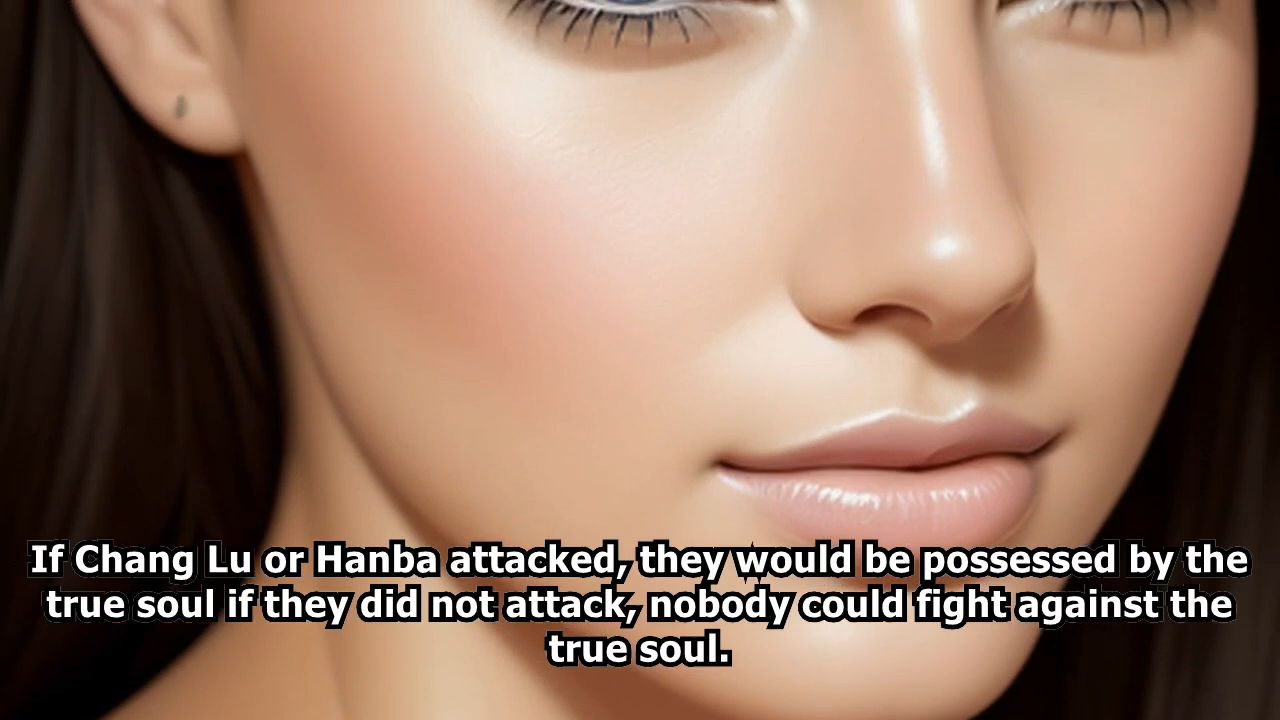 If Chang Lu or Hanba attacked, they would be possessed by the
true soul if they did not attack, nobody could fight against the
true soul.